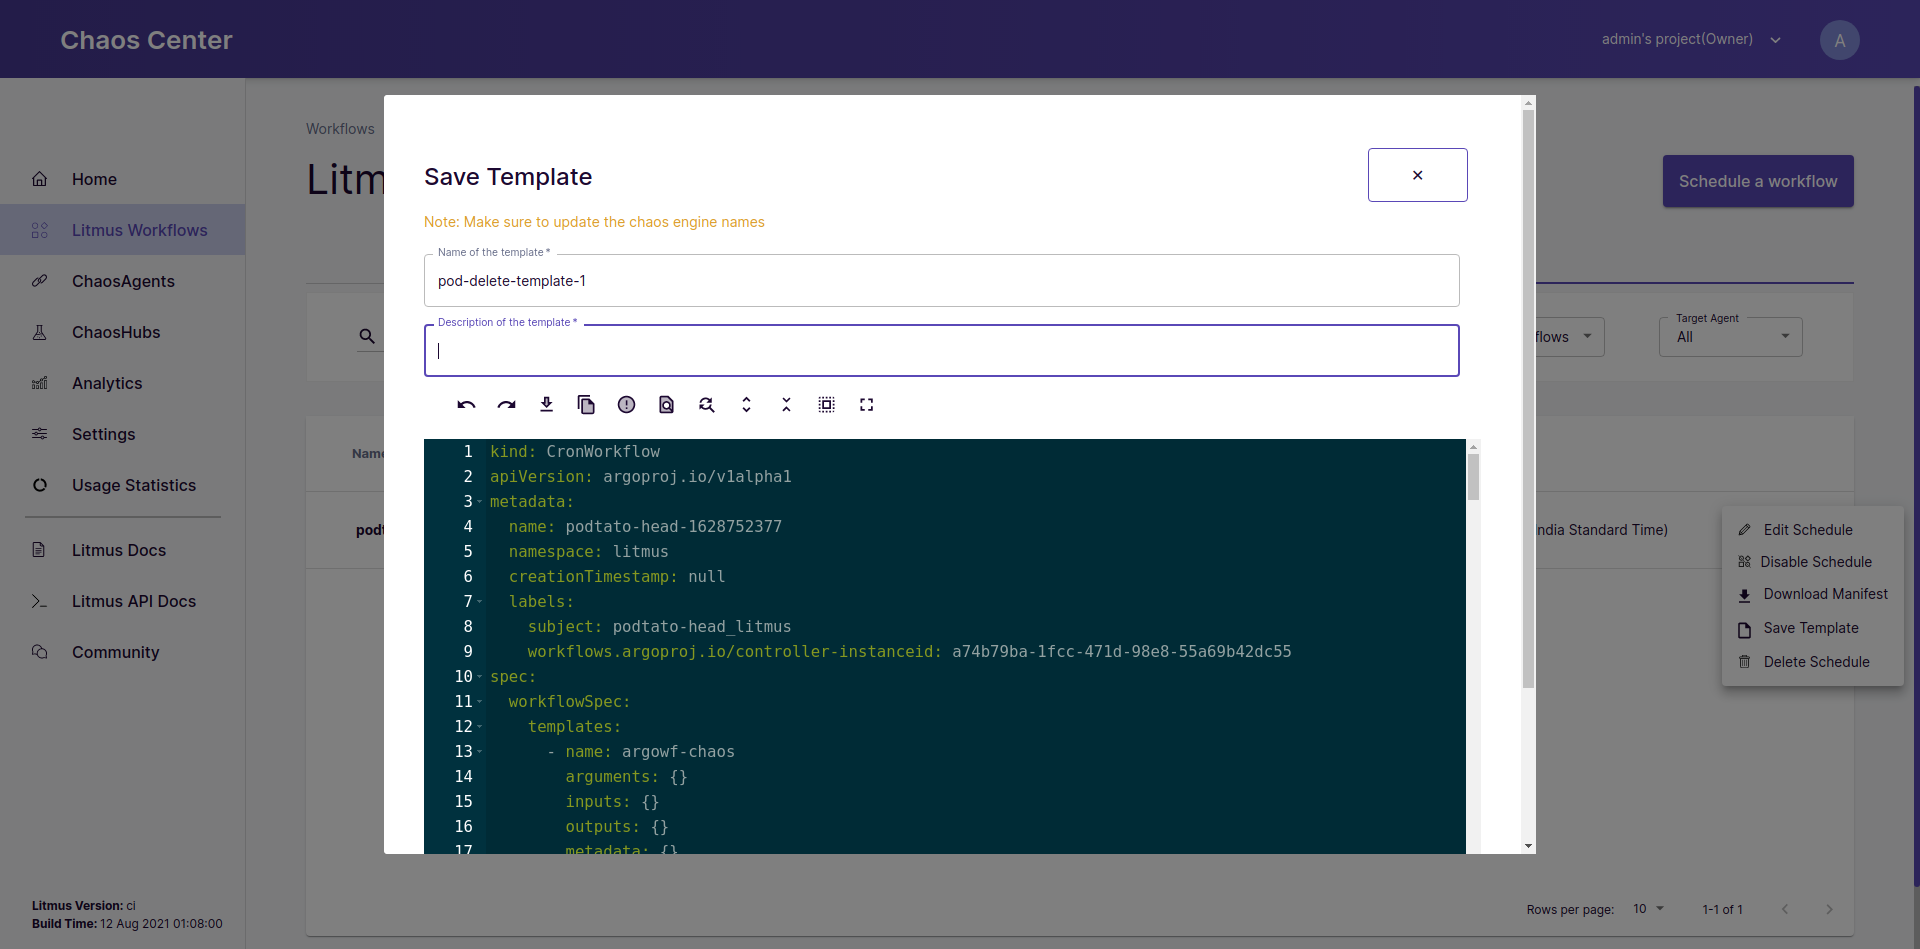 Chaos Center
admin's project(Owner)
A
Home
Litmus Workflows
ChaosAgents
ChaosHubs
Analytics
Settings
Usage Statistics
Litmus Docs
Litmus API Docs
Community
Litmus Version: ci
Build Time: 12 Aug 2021 01:08:00
Workflows
Litm
Schedule a workflow
flows
Target Agent
All
Name
podt
ndia Standard Time)
Save Template
×
Note: Make sure to update the chaos engine names
Name of the template *
pod-delete-template-1
Description of the template *
1 kind: CronWorkflow
2 apiVersion: argoproj.io/v1alpha1
3 metadata:
4 name: podtato-head-1628752377
5 namespace: litmus
6 creationTimestamp: null
7 labels:
8 subject: podtato-head_litmus
9 workflows.argoproj.io/controller-instanceid: a74b79ba-1fcc-471d-98e8-55a69b42dc55
10 spec:
11 workflowSpec:
12 templates:
13 - name: argowf-chaos
14 arguments: {}
15 inputs: {}
16 outputs: {}
17 metadata: {}
Edit Schedule
Disable Schedule
Download Manifest
Save Template
Delete Schedule
Rows per page: 10 1-1 of 1